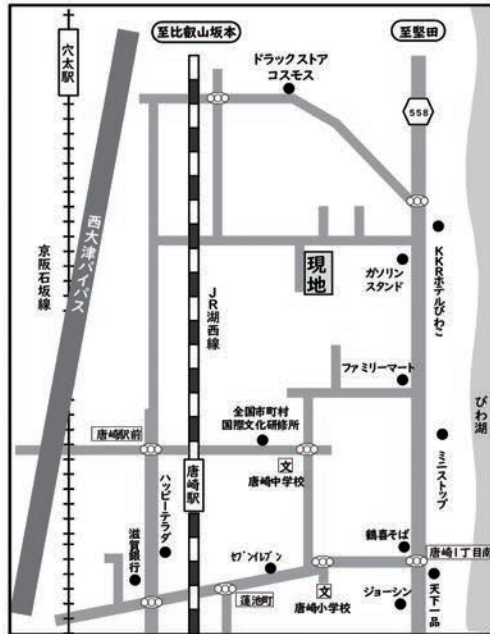 至比叡山坂本
至堅田
穴太駅
ドラックストア
コスモス
558
西大津バイパス
京阪石坂線
JR湖西線
現地
ガソリン
スタンド
KKRホテルびわこ
ファミリーマート
びわ湖
全国市町村
国際文化研修所
唐崎駅前
文
唐崎中学校
ミニストップ
唐崎駅
ハッピーテラダ
滋賀銀行
セブンイレブン
鶴喜そば
唐崎1丁目南
蓮池町
文
唐崎小学校
ジョーシン
天下一品